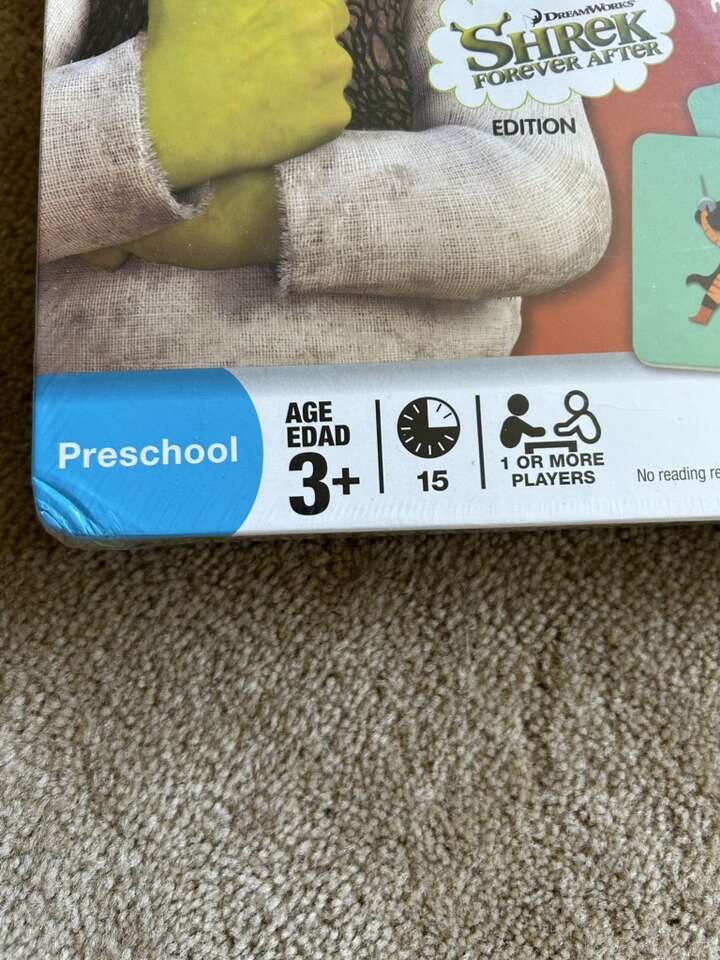 DREAMWORKS
SHREK
FOREVER AFTER
EDITION
Preschool
AGE
EDAD
3+
15
1 OR MORE
PLAYERS
No reading re